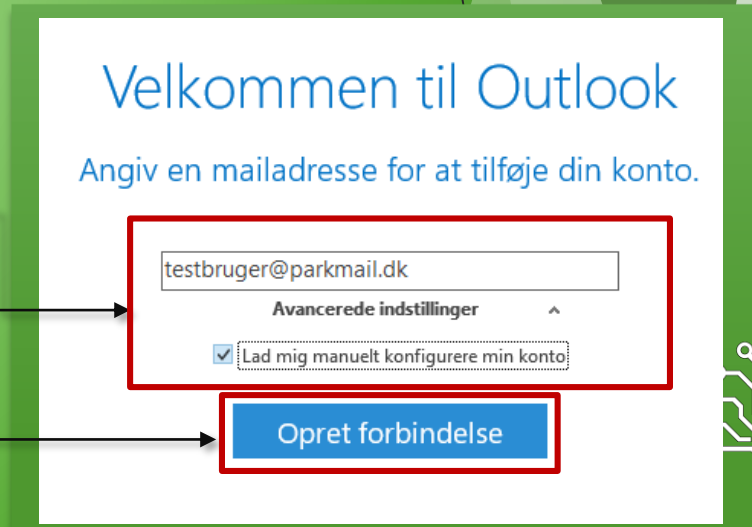 Velkommen til Outlook
Angiv en mailadresse for at tilføje din konto.
testbruger@parkmail.dk
Avancerede indstillinger
Lad mig manuelt konfigurere min konto
Opret forbindelse